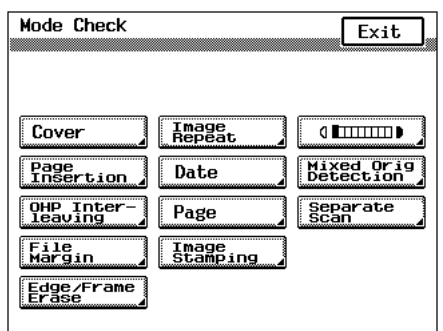 Mode Check
Exit
Cover
Image
Repeat
Page
Insertion
Date
Mixed Orig
Detection
OHP Inter-
leaving
Page
Separate
Scan
File
Margin
Image
Stamping
Edge/Frame
Erase